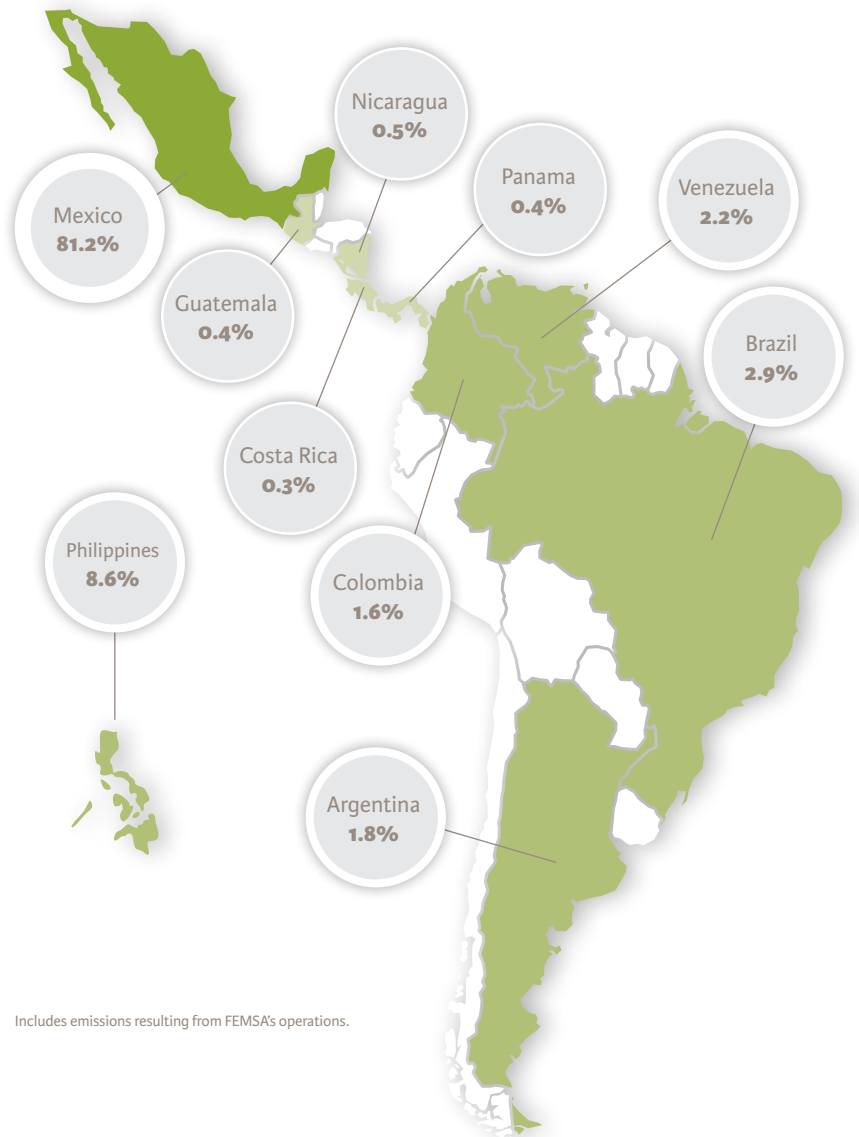 Nicaragua
0.5%
Panama
0.4%
Venezuela
2.2%
Mexico
81.2%
Guatemala
0.4%
Brazil
2.9%
Costa Rica
0.3%
Philippines
8.6%
Colombia
1.6%
Argentina
1.8%
Includes emissions resulting from FEMSA's operations.